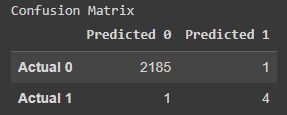 Confusion Matrix
Predicted 0 Predicted 1
Actual 0 2185 1
Actual 1 1 4